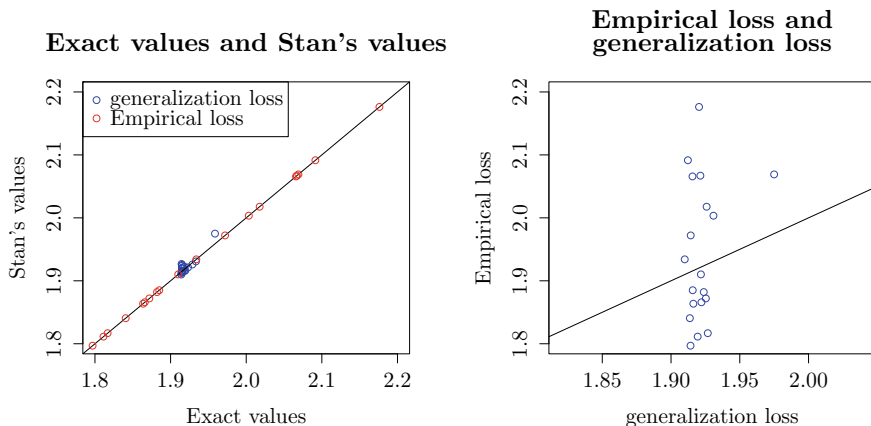 Exact values and Stan's values
generalization loss
Empirical loss
2.2
2.1
2.0
1.9
1.8
Stan's values
1.8 1.9 2.0 2.1 2.2
Exact values
Empirical loss and
generalization loss
2.2
2.1
2.0
1.9
1.8
Empirical loss
1.85 1.90 1.95 2.00
generalization loss